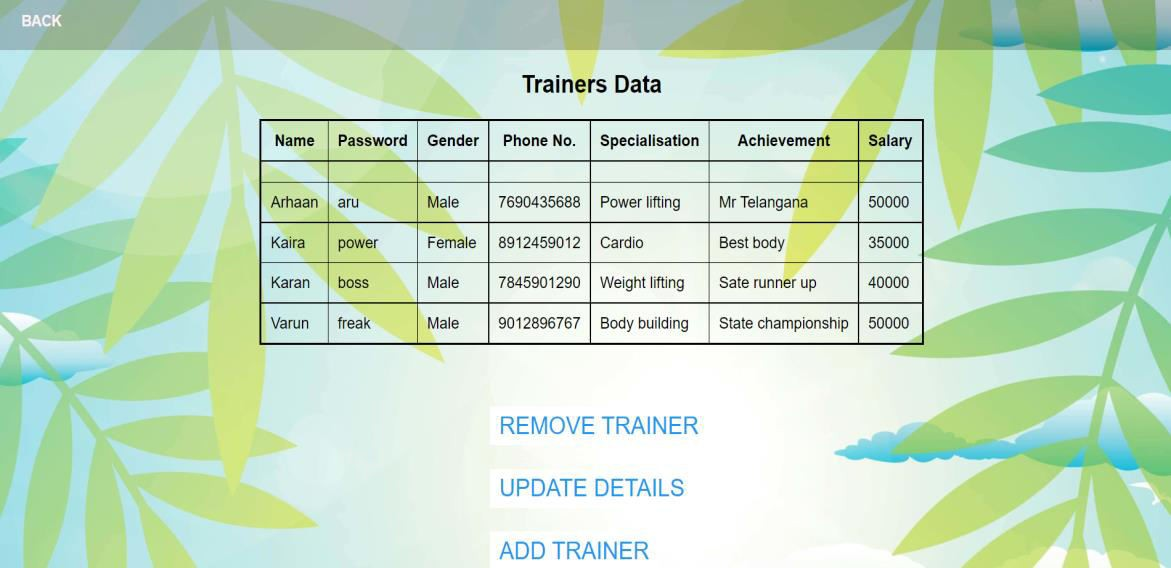 BACK
Trainers Data
Name Password Gender Phone No. Specialisation Achievement Salary
Arhaan aru Male 7690435688 Power lifting Mr Telangana 50000
Kaira power Female 8912459012 Cardio Best body 35000
Karan boss Male 7845901290 Weight lifting Sate runner up 40000
Varun freak Male 9012896767 Body building State championship 50000
REMOVE TRAINER
UPDATE DETAILS
ADD TRAINER